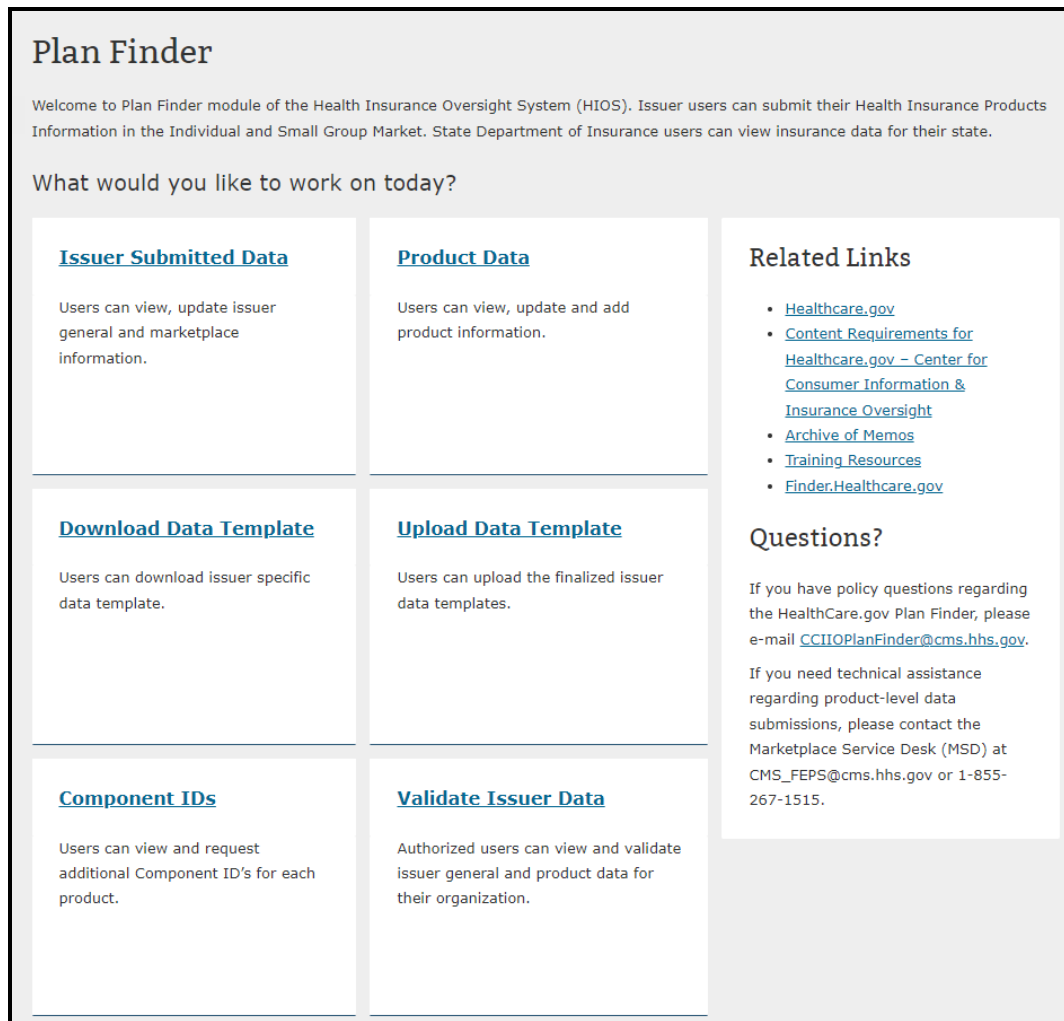 Plan Finder
Welcome to Plan Finder module of the Health Insurance Oversight System (HIOS). Issuer users can submit their Health Insurance Products
Information in the Individual and Small Group Market. State Department of Insurance users can view insurance data for their state.
What would you like to work on today?
Issuer Submitted Data
Users can view, update issuer
general and marketplace
information.
Product Data
Users can view, update and add
product information.
Download Data Template
Users can download issuer specific
data template.
Upload Data Template
Users can upload the finalized issuer
data templates.
Component IDs
Users can view and request
additional Component ID's for each
product.
Validate Issuer Data
Authorized users can view and validate
issuer general and product data for
their organization.
Related Links
• Healthcare.gov
• Content Requirements for
Healthcare.gov – Center for
Consumer Information &
Insurance Oversight
• Archive of Memos
• Training Resources
• Finder.Healthcare.gov
Questions?
If you have policy questions regarding
the HealthCare.gov Plan Finder, please
e-mail CCIIOPlanFinder@cms.hhs.gov.
If you need technical assistance
regarding product-level data
submissions, please contact the
Marketplace Service Desk (MSD) at
CMS_FEPS@cms.hhs.gov or 1-855-
267-1515.